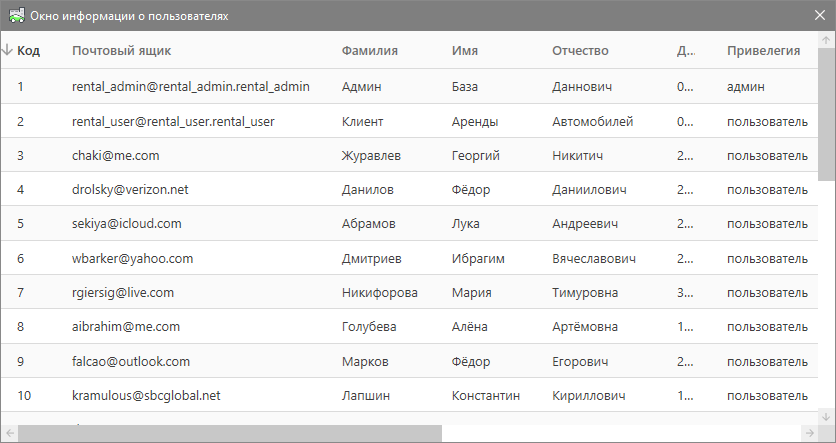 Окно информации о пользователях
Код Почтовый ящик Фамилия Имя Отчество Д... Привелегия
1 rental_admin@rental_admin.rental_admin Админ База Даннович 0... админ
2 rental_user@rental_user.rental_user Клиент Аренды Автомобилей 0... пользователь
3 chaki@me.com Журавлев Георгий Никитич 2... пользователь
4 drolsky@verizon.net Данилов Фёдор Даниилович 2... пользователь
5 sekiya@icloud.com Абрамов Лука Андреевич 2... пользователь
6 wbarker@yahoo.com Дмитриев Ибрагим Вячеславович 2... пользователь
7 rgiersig@live.com Никифорова Мария Тимуровна 3... пользователь
8 aibrahim@me.com Голубева Алёна Артёмовна 1... пользователь
9 falcao@outlook.com Марков Фёдор Егорович 2... пользователь
10 kramulous@sbcglobal.net Лапшин Константин Кириллович 1... пользователь